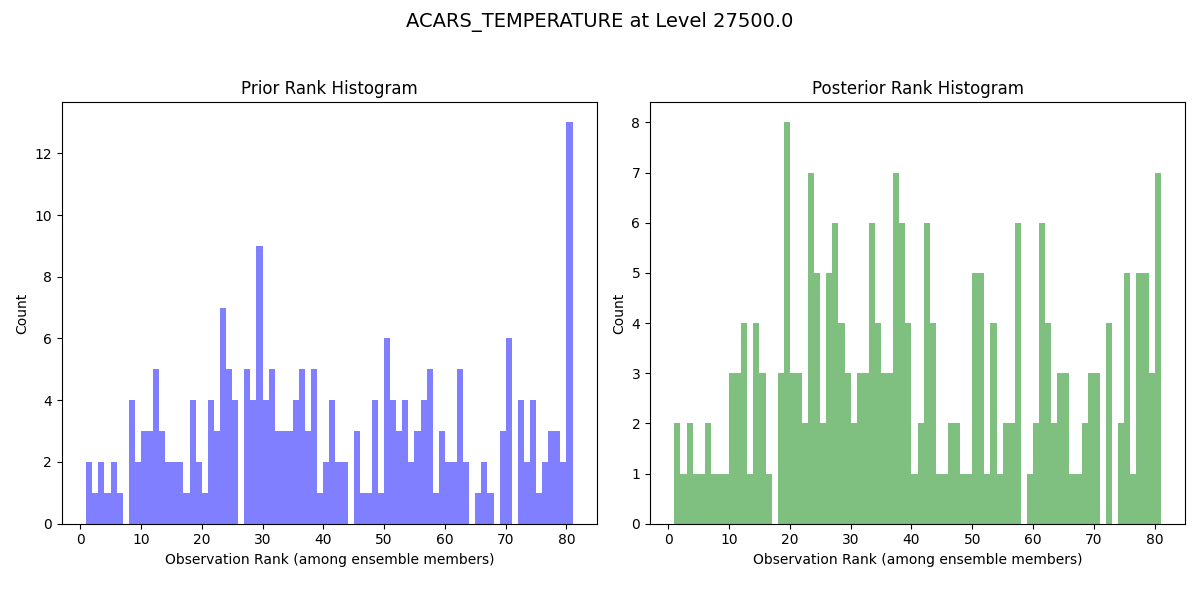 ACARS_TEMPERATURE at Level 27500.0
Prior Rank Histogram
Count
0
2
4
6
8
10
12
0 10 20 30 40 50 60 70 80
Observation Rank (among ensemble members)
Posterior Rank Histogram
Count
0
1
2
3
4
5
6
7
8
0 10 20 30 40 50 60 70 80
Observation Rank (among ensemble members)